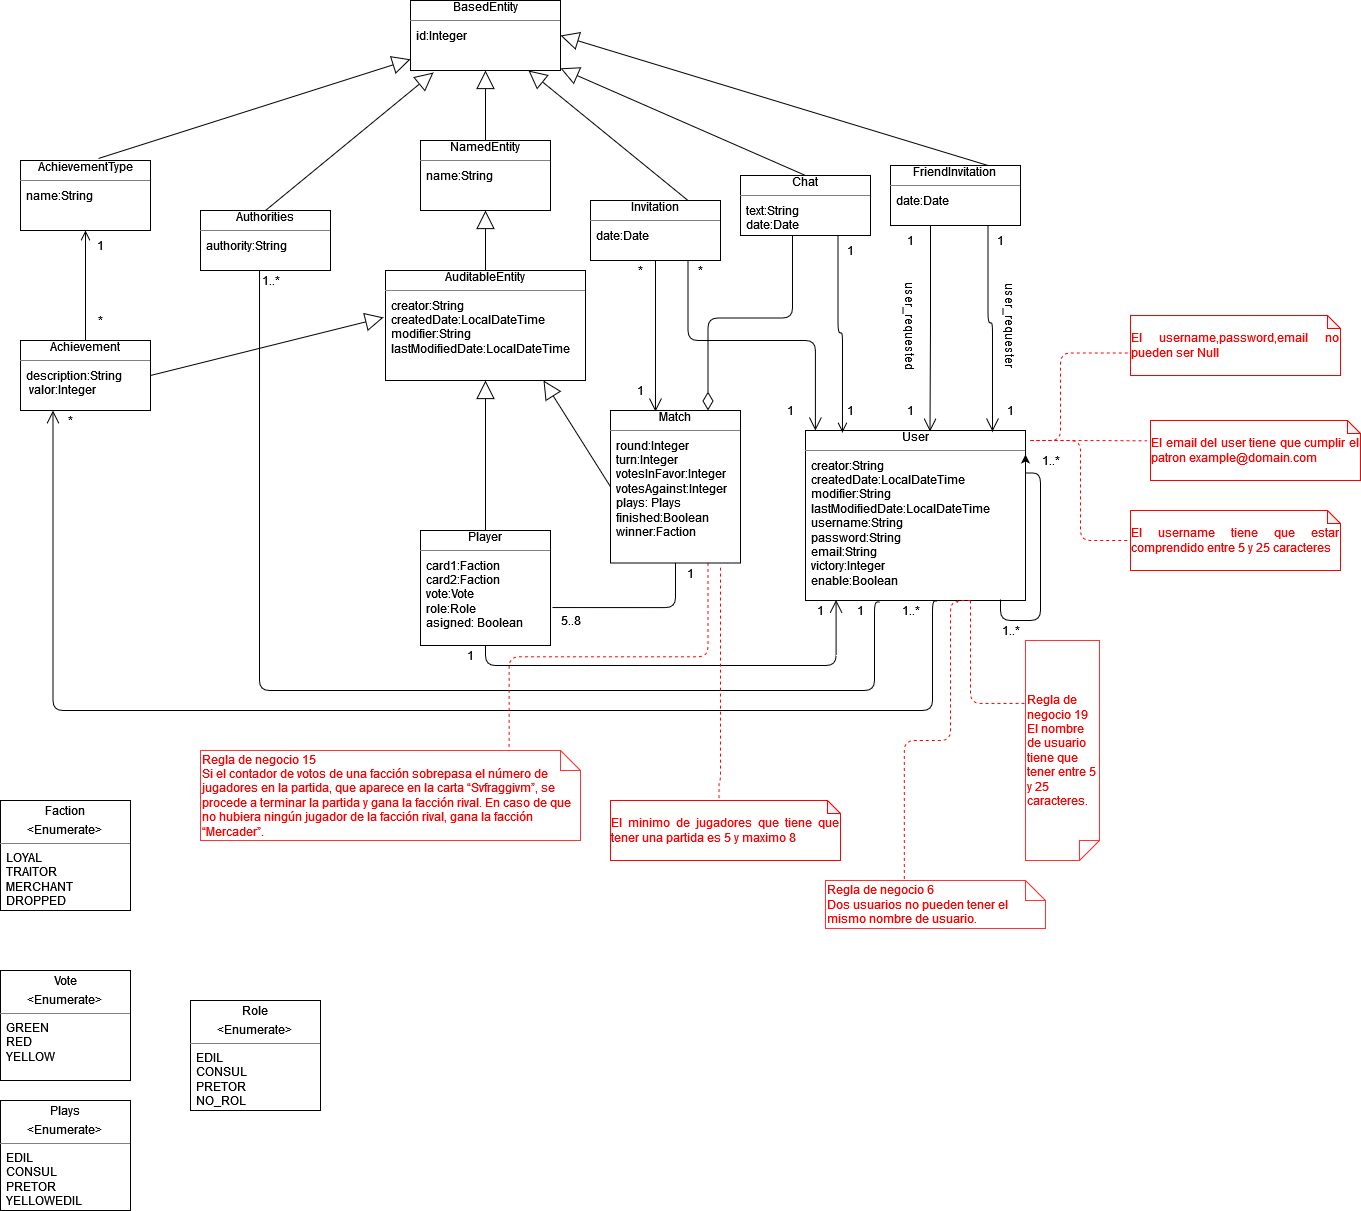 BasedEntity
id:Integer
AchievementType
name:String
Authorities
authority:String
NamedEntity
name:String
Invitation
date:Date
Chat
text:String
date:Date
FriendInvitation
date:Date
1
*
1..*
*
*
1
1
1
user_requested
user_requester
AuditableEntity
creator:String
createdDate:LocalDateTime
modifier:String
lastModifiedDate:LocalDateTime
Achievement
description:String
valor:Integer
*
1
1
1
1
1
Match
round:Integer
turn:Integer
votesInFavor:Integer
votesAgainst:Integer
plays: Plays
finished:Boolean
winner:Faction
User
creator:String
createdDate:LocalDateTime
modifier:String
lastModifiedDate:LocalDateTime
username:String
password:String
email:String
victory:Integer
enable:Boolean
1..*
1..*
El username,password,email no
pueden ser Null
El email del user tiene que cumplir el
patron example@domain.com
El username tiene que estar
comprendido entre 5 y 25 caracteres
Player
card1:Faction
card2:Faction
vote:Vote
role:Role
asigned: Boolean
1
5..8
1
1
1
1..*
Regla de negocio 15
Si el contador de votos de una facción sobrepasa el número de
jugadores en la partida, que aparece en la carta “Svfraggivm”, se
procede a terminar la partida y gana la facción rival. En caso de que
no hubiera ningún jugador de la facción rival, gana la facción
“Mercader”.
El minimo de jugadores que tiene que
tener una partida es 5 y maximo 8
Regla de
negocio 19
El nombre
de usuario
tiene que
tener entre 5
y 25
caracteres.
Regla de negocio 6
Dos usuarios no pueden tener el
mismo nombre de usuario.
Faction
<Enumerate>
LOYAL
TRAITOR
MERCHANT
DROPPED
Vote
<Enumerate>
GREEN
RED
YELLOW
Role
<Enumerate>
EDIL
CONSUL
PRETOR
NO_ROL
Plays
<Enumerate>
EDIL
CONSUL
PRETOR
YELLOWEDIL